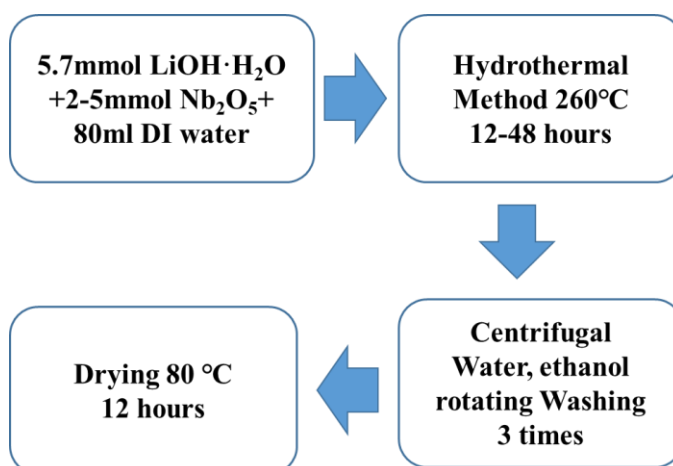 5.7mmol LiOH·H₂O
+2-5mmol Nb₂O₅+
80ml DI water
Hydrothermal
Method 260℃
12-48 hours
Centrifugal
Water, ethanol
rotating Washing
3 times
Drying 80 ℃
12 hours